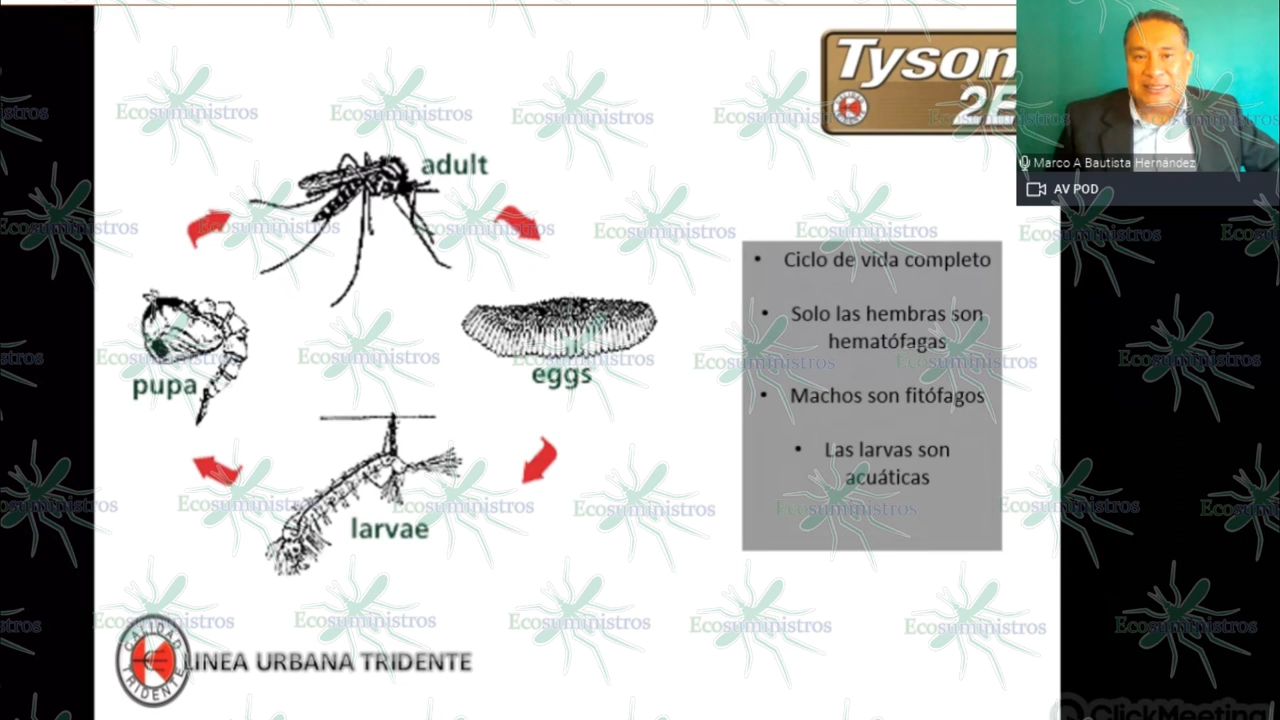 Tyson
2E
Marco A Bautista Hernández
AV POD
adult
• Ciclo de vida completo
• Solo las hembras son
hematófagas
• Machos son fitófagos
• Las larvas son
acuáticas
pupa
eggs
larvae
CALIDAD
TRIDENTE
LINEA URBANA TRIDENTE
Ecosuministros
ClickMeeting